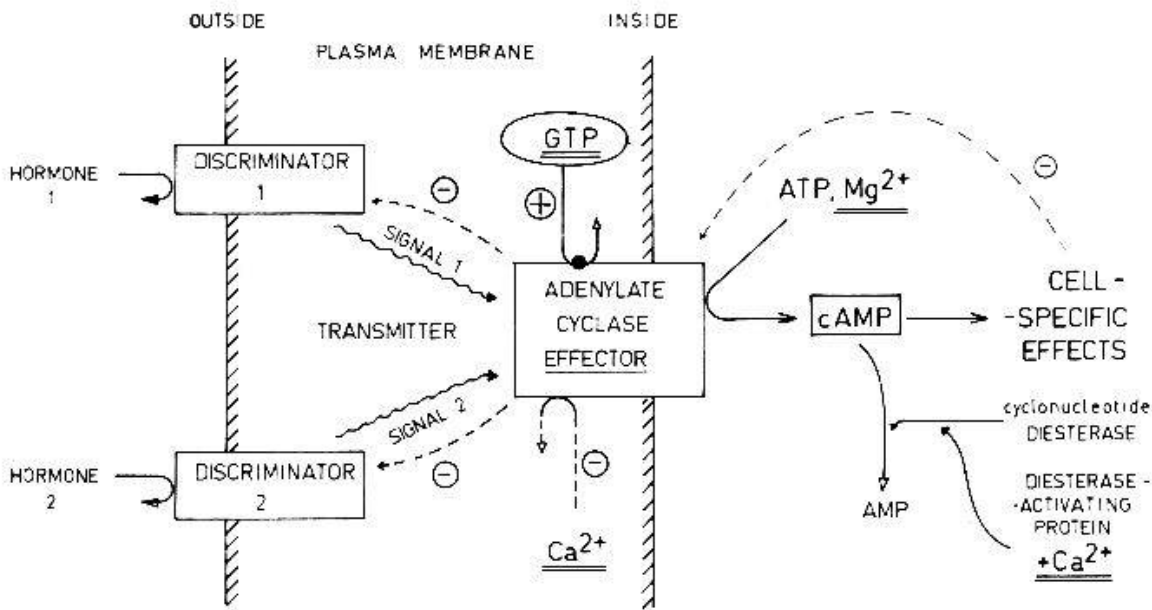 OUTSIDE
INSIDE
PLASMA MEMBRANE
GTP
HORMONE
1
DISCRIMINATOR
1
−
+
ATP, Mg²⁺
−
SIGNAL 1
ADENYLATE
CYCLASE
EFFECTOR
TRANSMITTER
cAMP
CELL -
-SPECIFIC
EFFECTS
SIGNAL 2
cyclonucleotide
DIESTERASE
HORMONE
2
DISCRIMINATOR
2
−
−
AMP
DIESTERASE -
-ACTIVATING
PROTEIN
+Ca²⁺
Ca²⁺